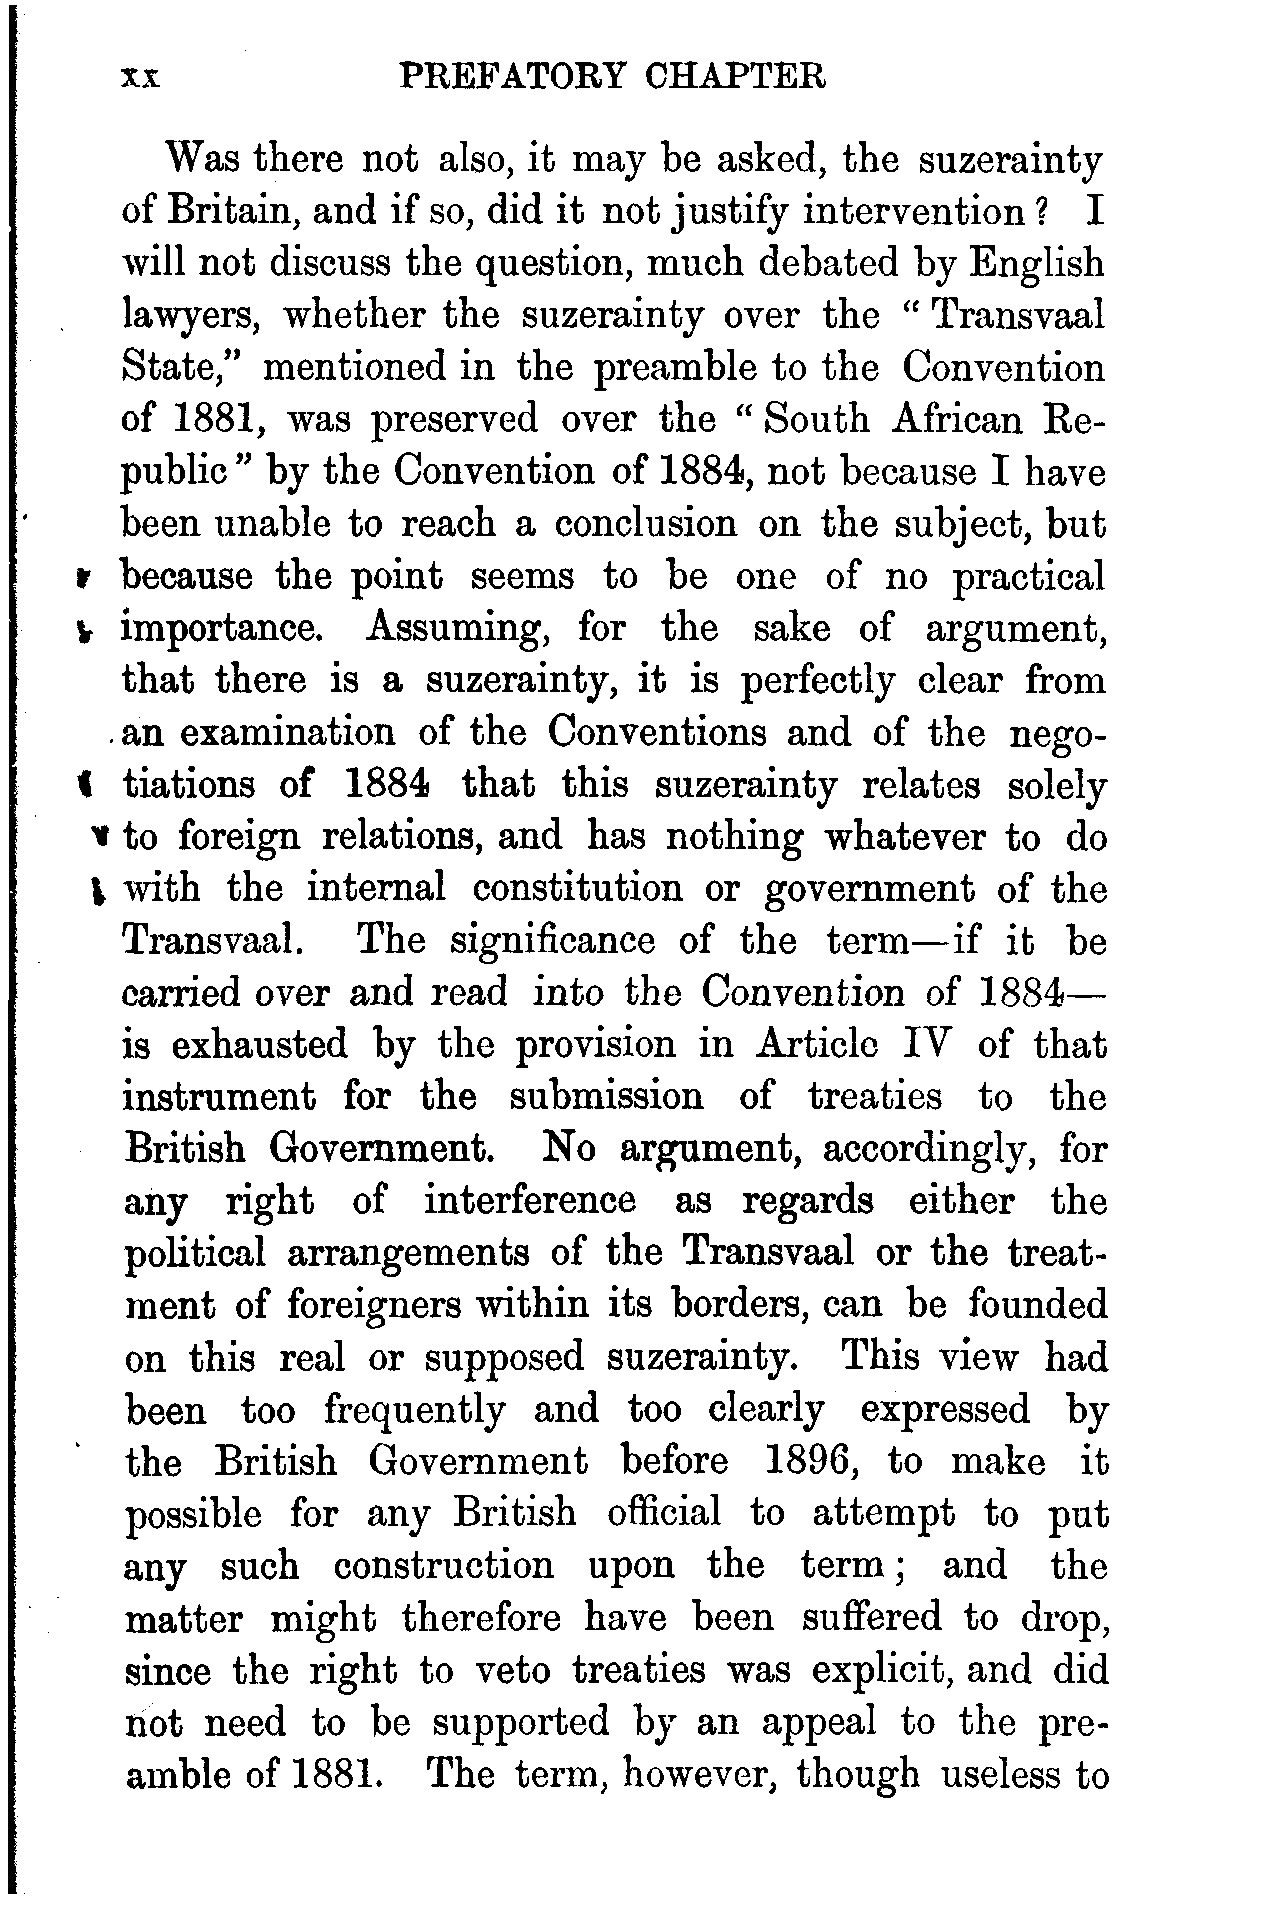 xx PREFATORY CHAPTER
Was there not also, it may be asked, the suzerainty
of Britain, and if so, did it not justify intervention? I
will not discuss the question, much debated by English
lawyers, whether the suzerainty over the “Transvaal
State,” mentioned in the preamble to the Convention
of 1881, was preserved over the “South African Re-
public” by the Convention of 1884, not because I have
been unable to reach a conclusion on the subject, but
because the point seems to be one of no practical
importance. Assuming, for the sake of argument,
that there is a suzerainty, it is perfectly clear from
an examination of the Conventions and of the nego-
tiations of 1884 that this suzerainty relates solely
to foreign relations, and has nothing whatever to do
with the internal constitution or government of the
Transvaal. The significance of the term—if it be
carried over and read into the Convention of 1884—
is exhausted by the provision in Article IV of that
instrument for the submission of treaties to the
British Government. No argument, accordingly, for
any right of interference as regards either the
political arrangements of the Transvaal or the treat-
ment of foreigners within its borders, can be founded
on this real or supposed suzerainty. This view had
been too frequently and too clearly expressed by
the British Government before 1896, to make it
possible for any British official to attempt to put
any such construction upon the term; and the
matter might therefore have been suffered to drop,
since the right to veto treaties was explicit, and did
not need to be supported by an appeal to the pre-
amble of 1881. The term, however, though useless to